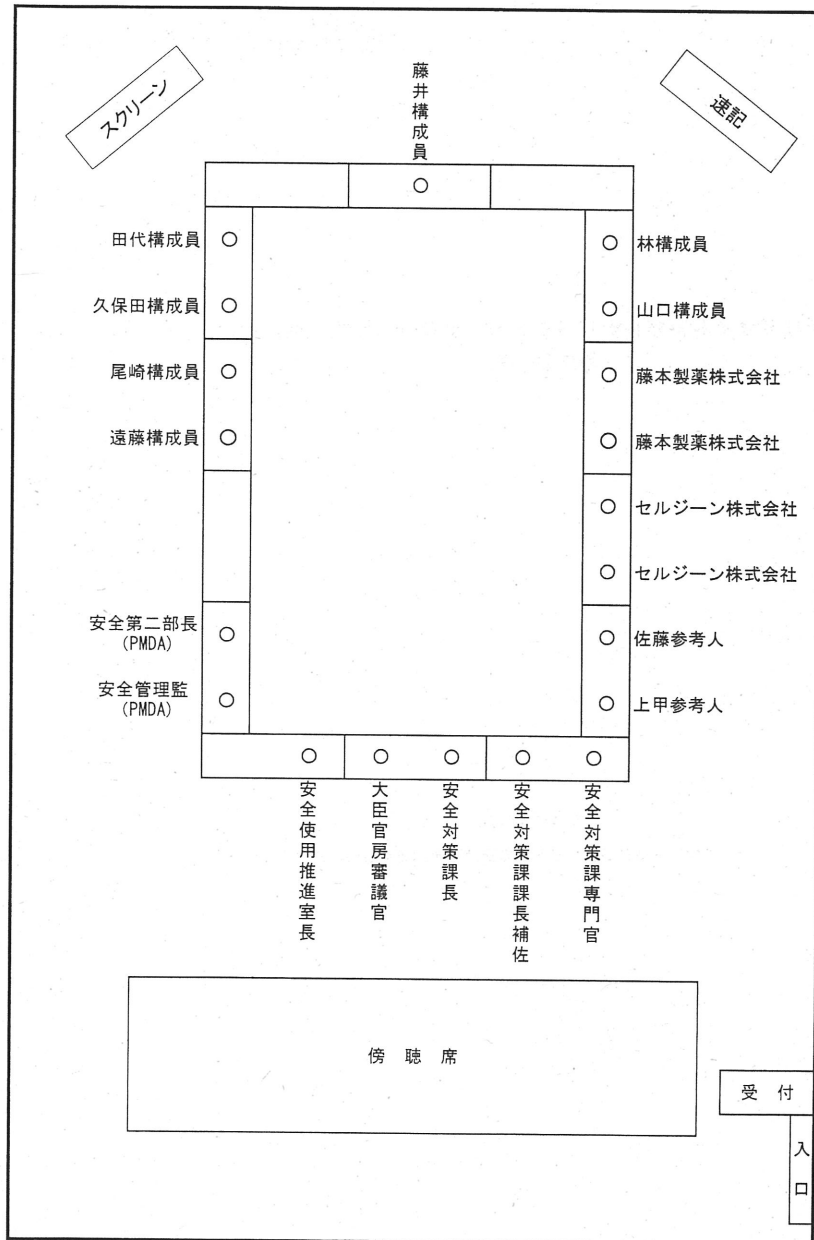 スクリーン
藤井構成員
速記
田代構成員
林構成員
久保田構成員
山口構成員
尾崎構成員
藤本製薬株式会社
遠藤構成員
藤本製薬株式会社
セルジーン株式会社
セルジーン株式会社
安全第二部長
(PMDA)
佐藤参考人
安全管理監
(PMDA)
上甲参考人
安全使用推進室長
大臣官房審議官
安全対策課長
安全対策課課長補佐
安全対策課専門官
傍聴席
受付
入口